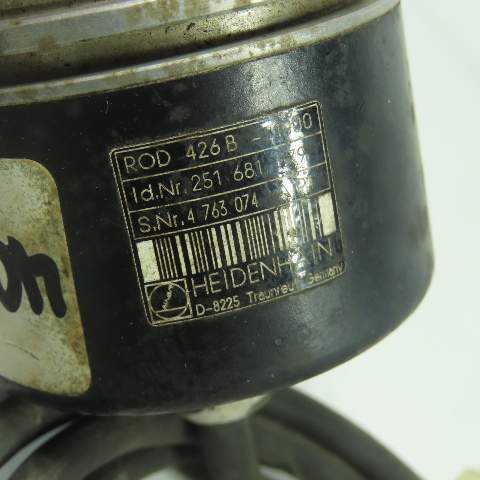 ROD 426 B
Id.Nr. 251 681
S.Nr. 4 763 074
HEIDENHAIN
D-8225 Traunreut Germany